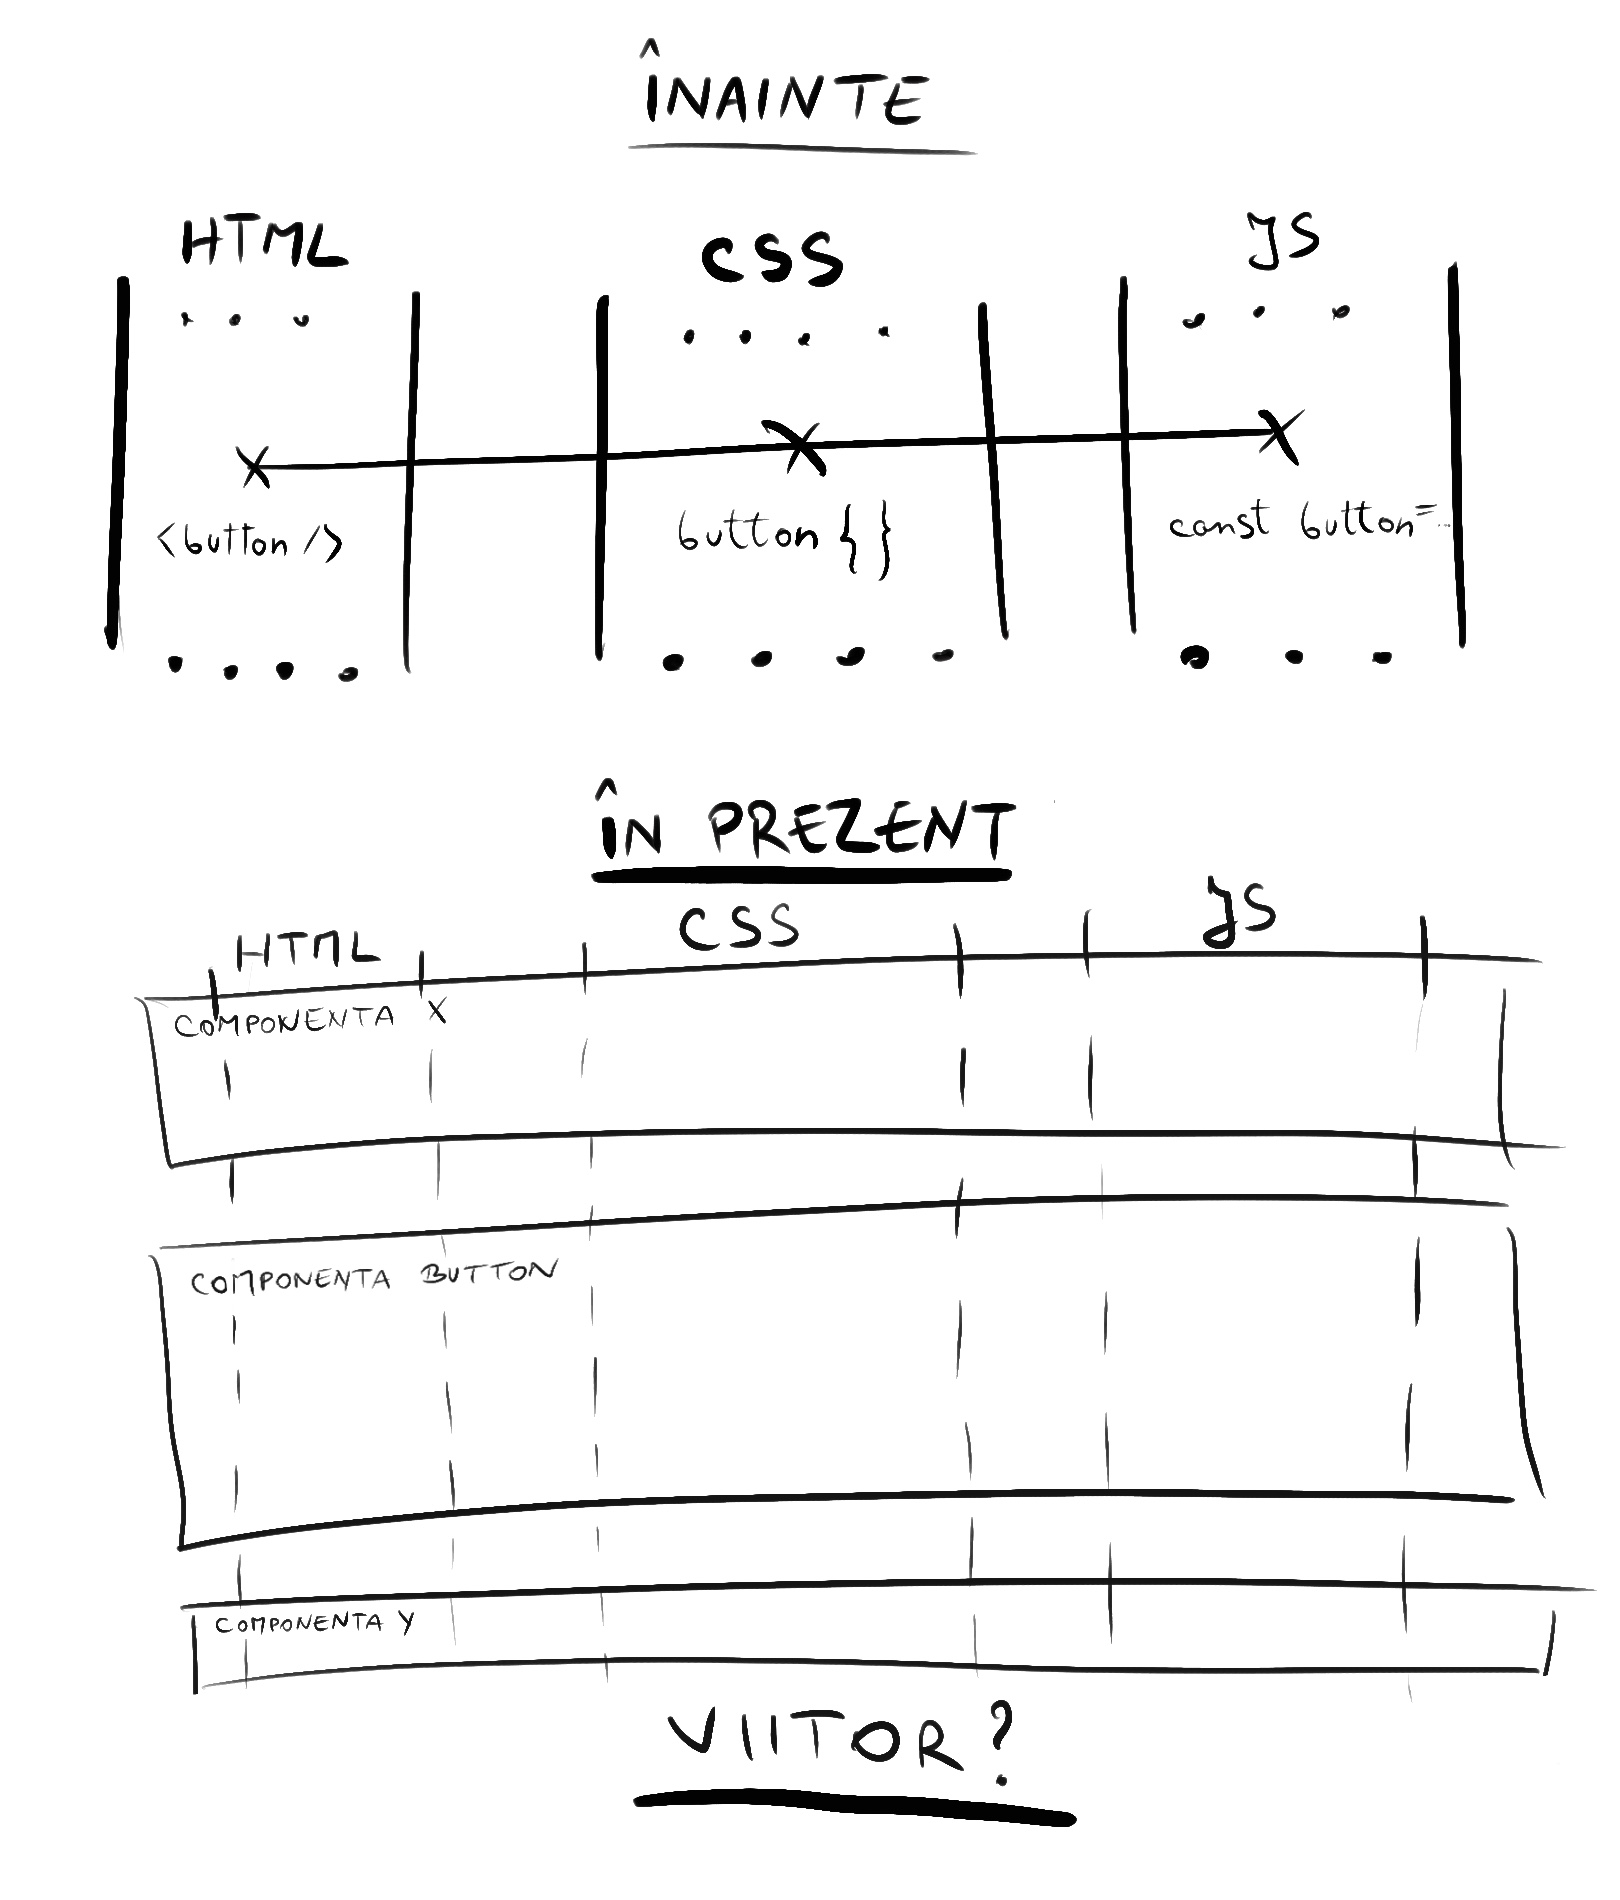 ÎNAINTE
HTML CSS JS
<button /> button { } const button=...
ÎN PREZENT
HTML CSS JS
COMPONENTA X
COMPONENTA BUTTON
COMPONENTA Y
VIITOR?